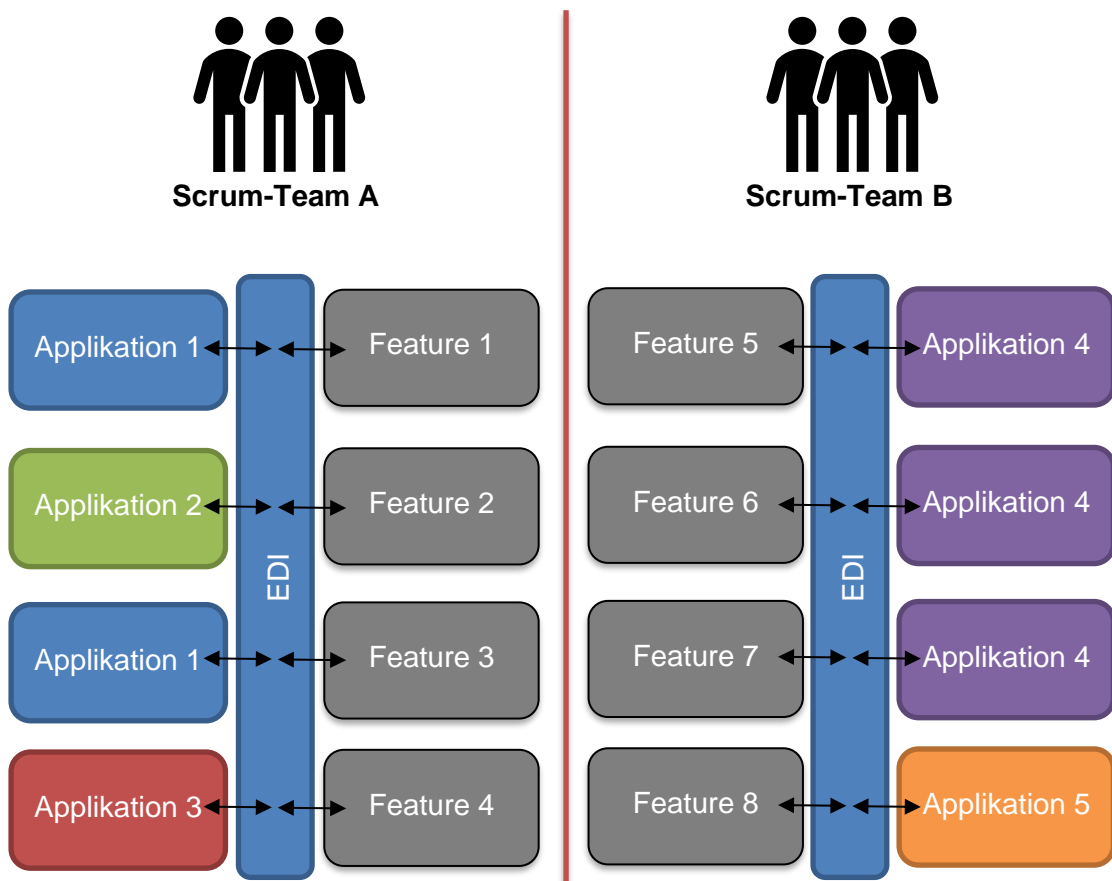 Scrum-Team A
Scrum-Team B
Applikation 1
Feature 1
Feature 5
Applikation 4
Applikation 2
Feature 2
Feature 6
Applikation 4
EDI
EDI
Applikation 1
Feature 3
Feature 7
Applikation 4
Applikation 3
Feature 4
Feature 8
Applikation 5